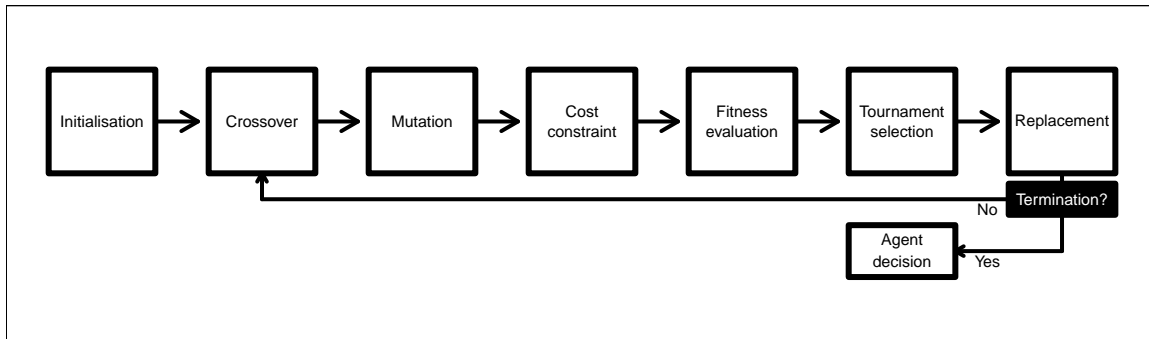 Initialisation
Crossover
Mutation
Cost
constraint
Fitness
evaluation
Tournament
selection
Replacement
Termination?
No
Agent
decision
Yes